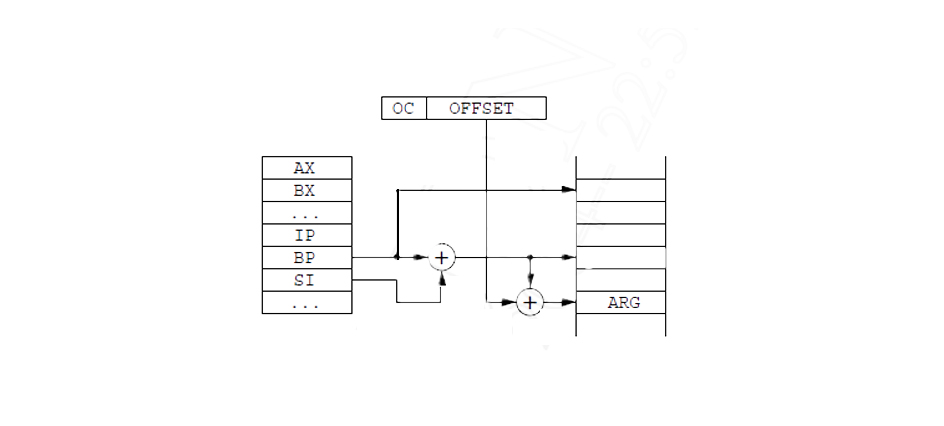 OC OFFSET
AX
BX
...
IP
BP
+
SI
...
+
ARG